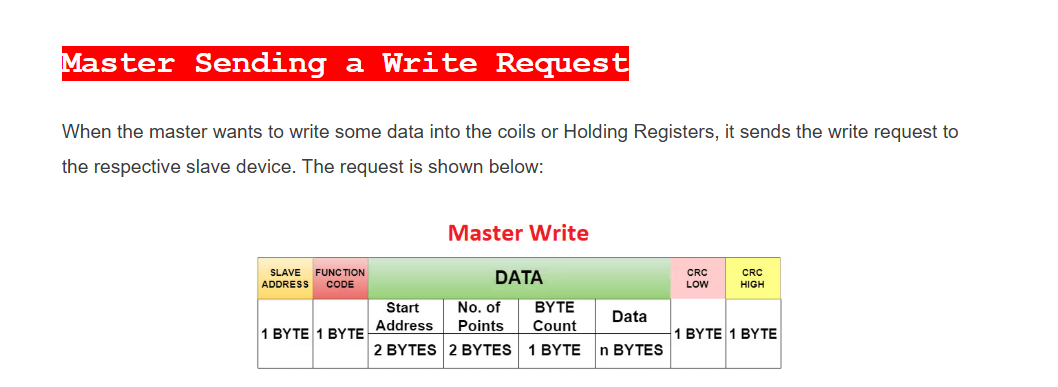 Master Sending a Write Request
When the master wants to write some data into the coils or Holding Registers, it sends the write request to
the respective slave device. The request is shown below:
Master Write
SLAVE ADDRESS FUNCTION CODE DATA CRC LOW CRC HIGH
1 BYTE 1 BYTE Start Address No. of Points BYTE Count Data 1 BYTE 1 BYTE
2 BYTES 2 BYTES 1 BYTE n BYTES